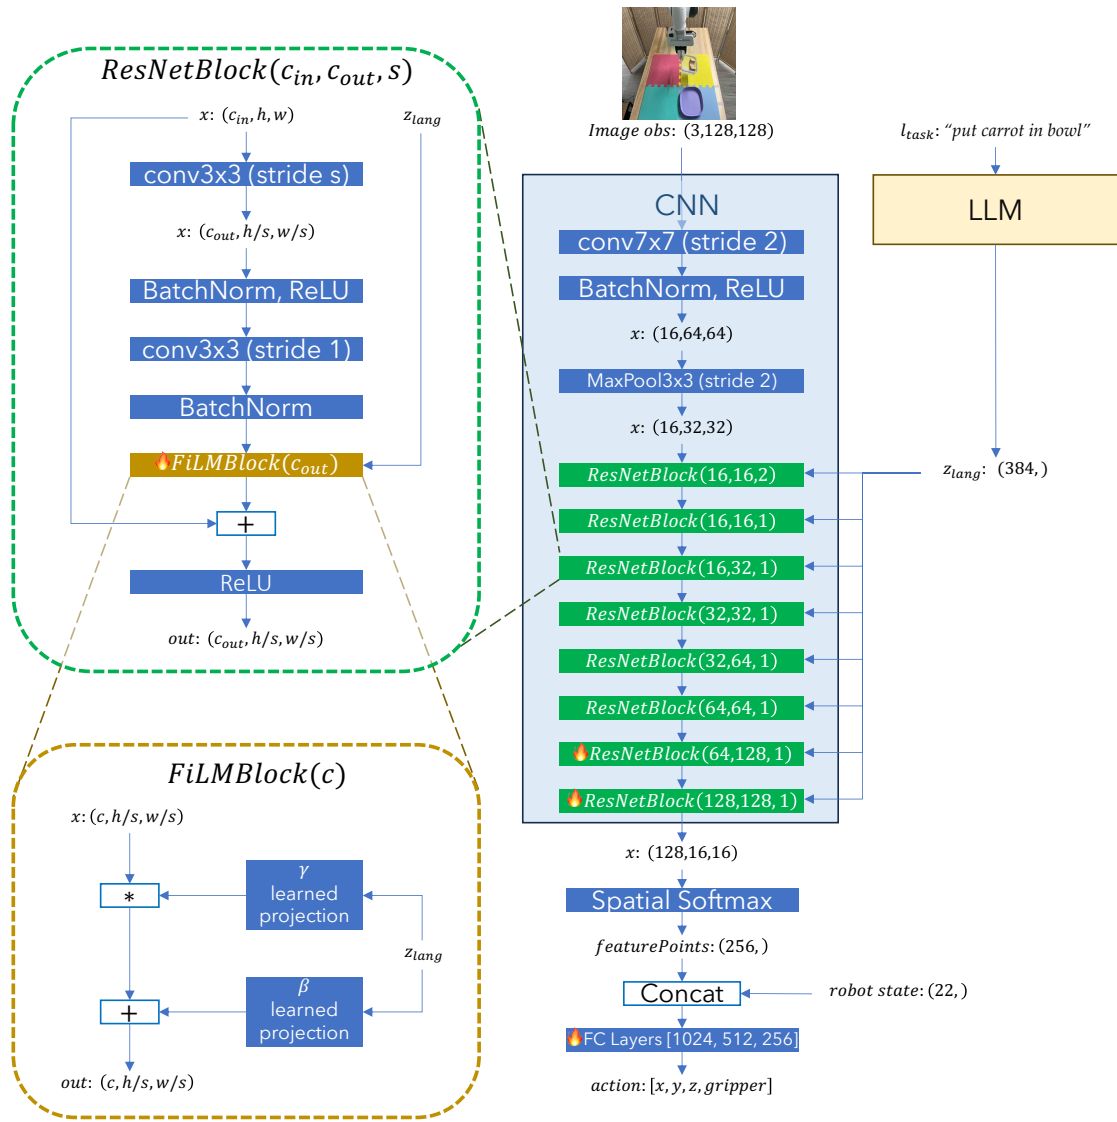 ResNetBlock(c_in, c_out, s)
x: (c_in, h, w)
z_lang
conv3x3 (stride s)
x: (c_out, h/s, w/s)
BatchNorm, ReLU
conv3x3 (stride 1)
BatchNorm
🔥FiLMBlock(c_out)
+
ReLU
out: (c_out, h/s, w/s)
FiLMBlock(c)
x: (c, h/s, w/s)
γ
learned
projection
*
z_lang
β
learned
projection
+
out: (c, h/s, w/s)
Image obs: (3,128,128)
CNN
conv7x7 (stride 2)
BatchNorm, ReLU
x: (16,64,64)
MaxPool3x3 (stride 2)
x: (16,32,32)
ResNetBlock(16,16,2)
ResNetBlock(16,16,1)
ResNetBlock(16,32, 1)
ResNetBlock(32,32, 1)
ResNetBlock(32,64, 1)
ResNetBlock(64,64, 1)
🔥ResNetBlock(64,128, 1)
🔥ResNetBlock(128,128, 1)
x: (128,16,16)
Spatial Softmax
featurePoints: (256, )
Concat
robot state: (22, )
🔥FC Layers [1024, 512, 256]
action: [x, y, z, gripper]
l_task: “put carrot in bowl”
LLM
z_lang: (384, )